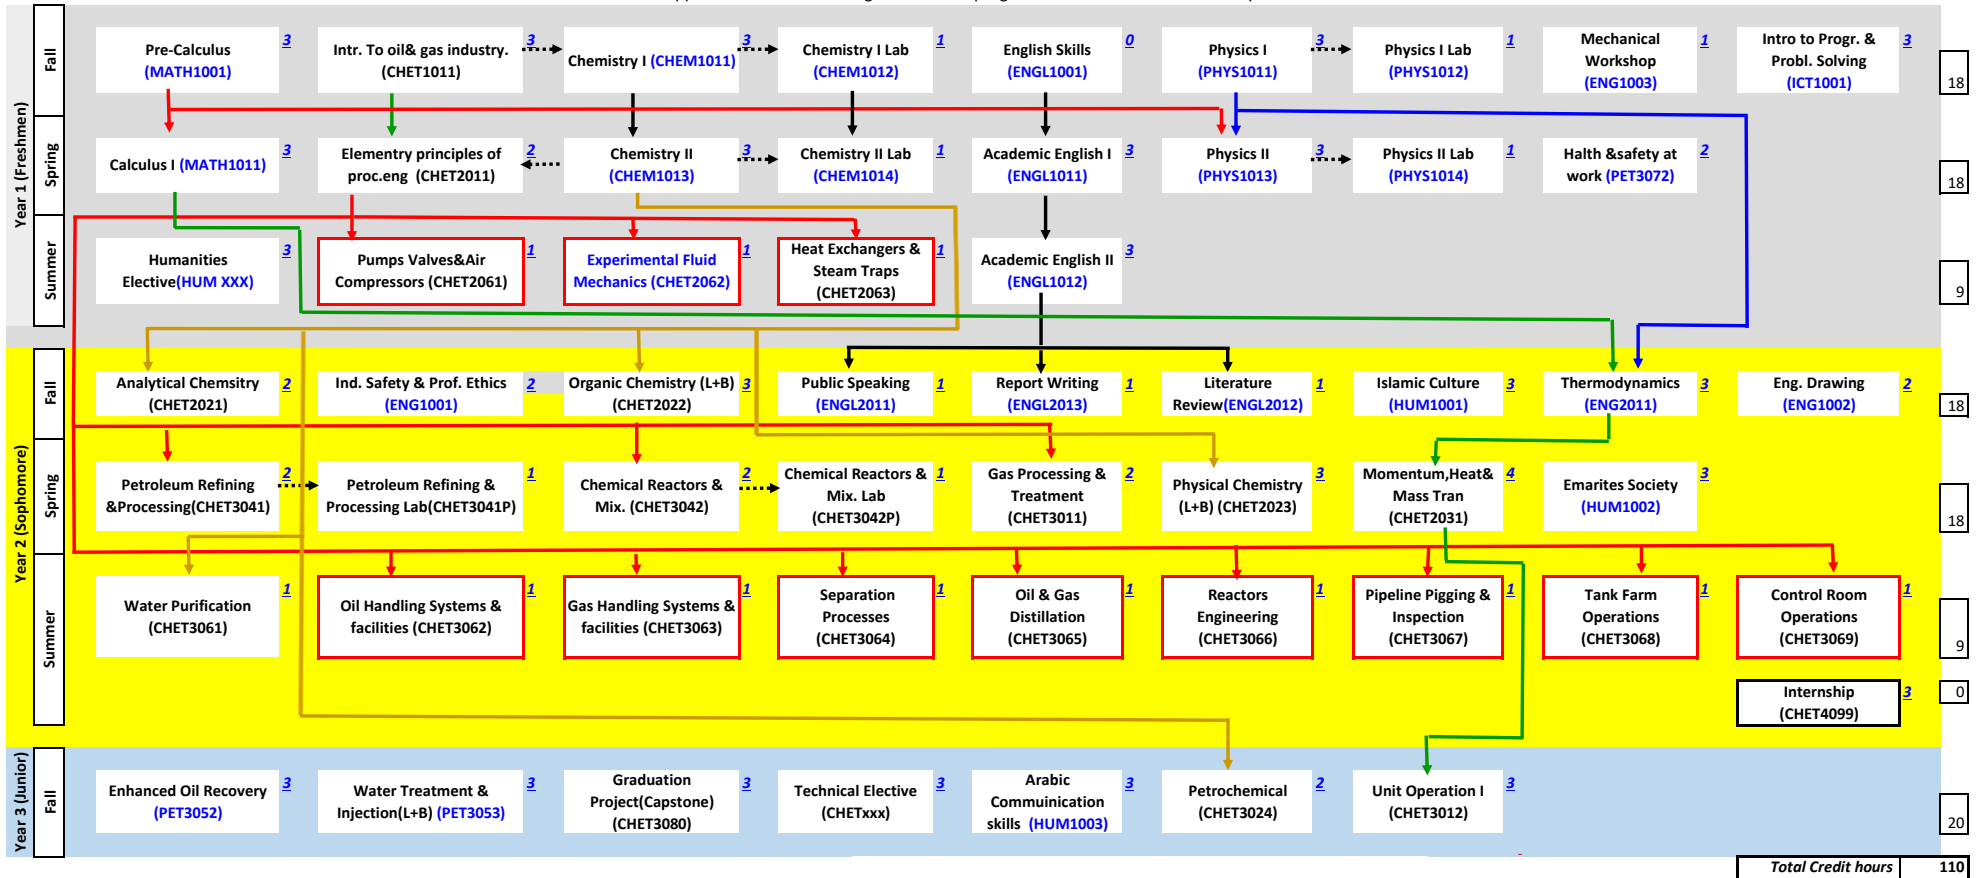 Year 1 (Freshmen)
Fall
Pre-Calculus
(MATH1001)
3
Intr. To oil& gas industry.
(CHET1011)
3
Chemistry I (CHEM1011)
3
Chemistry I Lab
(CHEM1012)
1
English Skills
(ENGL1001)
0
Physics I
(PHYS1011)
3
Physics I Lab
(PHYS1012)
1
Mechanical
Workshop
(ENG1003)
1
Intro to Progr. &
Probl. Solving
(ICT1001)
3
18
Spring
Calculus I (MATH1011)
3
Elementry principles of
proc.eng (CHET2011)
2
Chemistry II
(CHEM1013)
3
Chemistry II Lab
(CHEM1014)
1
Academic English I
(ENGL1011)
3
Physics II
(PHYS1013)
3
Physics II Lab
(PHYS1014)
1
Halth &safety at
work (PET3072)
2
18
Summer
Humanities
Elective(HUM XXX)
3
Pumps Valves&Air
Compressors (CHET2061)
1
Experimental Fluid
Mechanics (CHET2062)
1
Heat Exchangers &
Steam Traps
(CHET2063)
1
Academic English II
(ENGL1012)
3
9
Year 2 (Sophomore)
Fall
Analytical Chemsitry
(CHET2021)
2
Ind. Safety & Prof. Ethics
(ENG1001)
2
Organic Chemistry (L+B)
(CHET2022)
3
Public Speaking
(ENGL2011)
1
Report Writing
(ENGL2013)
1
Literature
Review(ENGL2012)
1
Islamic Culture
(HUM1001)
3
Thermodynamics
(ENG2011)
3
Eng. Drawing
(ENG1002)
2
18
Spring
Petroleum Refining
&Processing(CHET3041)
2
Petroleum Refining &
Processing Lab(CHET3041P)
1
Chemical Reactors &
Mix. (CHET3042)
2
Chemical Reactors &
Mix. Lab
(CHET3042P)
1
Gas Processing &
Treatment
(CHET3011)
2
Physical Chemistry
(L+B) (CHET2023)
3
Momentum,Heat&
Mass Tran
(CHET2031)
4
Emarites Society
(HUM1002)
3
18
Summer
Water Purification
(CHET3061)
1
Oil Handling Systems &
facilities (CHET3062)
1
Gas Handling Systems &
facilities (CHET3063)
1
Separation
Processes
(CHET3064)
1
Oil & Gas
Distillation
(CHET3065)
1
Reactors
Engineering
(CHET3066)
1
Pipeline Pigging &
Inspection
(CHET3067)
1
Tank Farm
Operations
(CHET3068)
1
Control Room
Operations
(CHET3069)
1
9
Internship
(CHET4099)
3
0
Year 3 (Junior)
Fall
Enhanced Oil Recovery
(PET3052)
3
Water Treatment &
Injection(L+B) (PET3053)
3
Graduation
Project(Capstone)
(CHET3080)
3
Technical Elective
(CHETxxx)
3
Arabic
Commuinication
skills (HUM1003)
3
Petrochemical
(CHET3024)
2
Unit Operation I
(CHET3012)
3
20
Total Credit hours 110